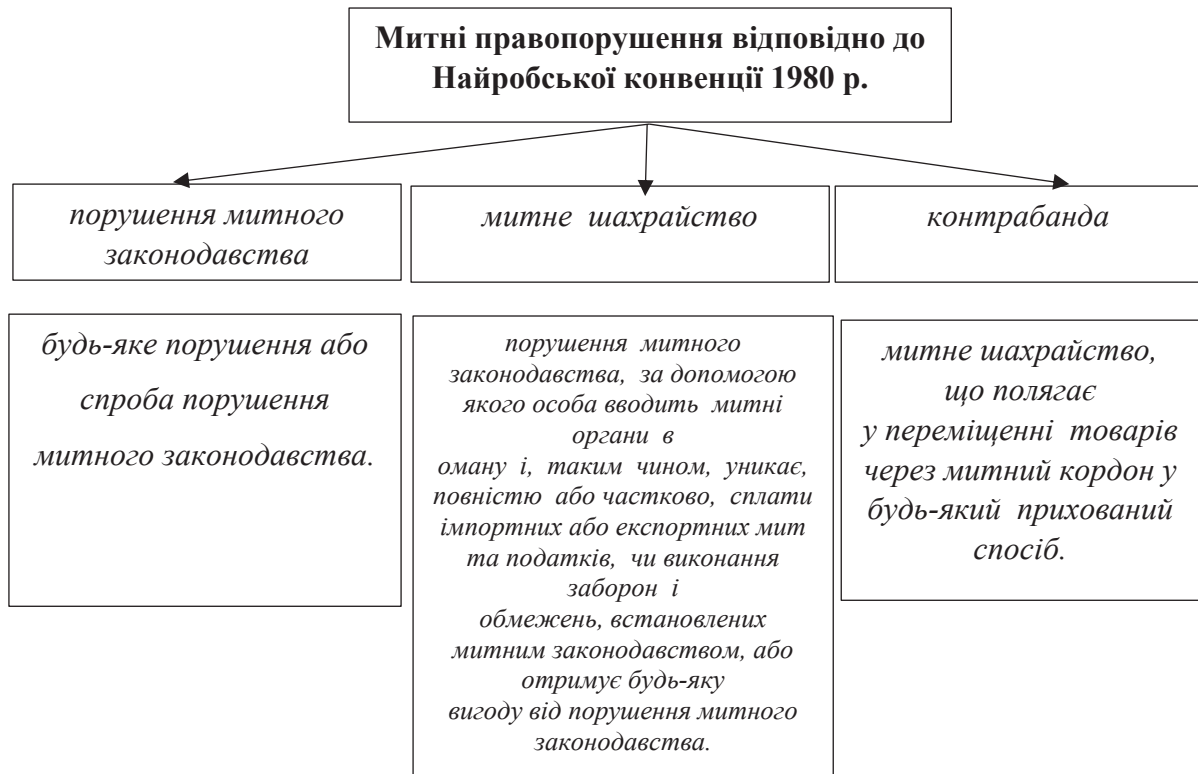 Митні правопорушення відповідно до
Найробської конвенції 1980 р.
порушення митного
законодавства
митне шахрайство
контрабанда
будь-яке порушення або
спроба порушення
митного законодавства.
порушення митного
законодавства, за допомогою
якого особа вводить митні
органи в
оману і, таким чином, уникає,
повністю або частково, сплати
імпортних або експортних мит
та податків, чи виконання
заборон і
обмежень, встановлених
митним законодавством, або
отримує будь-яку
вигоду від порушення митного
законодавства.
митне шахрайство,
що полягає
у переміщенні товарів
через митний кордон у
будь-який прихований
спосіб.